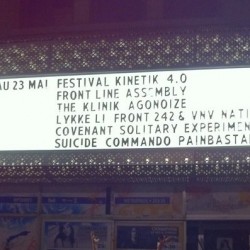 AU 23 MAI FESTIVAL KINETIK 4.0
FRONT LINE ASSEMBLY
THE KLINIK AGONOIZE
LYKKE LI FRONT 242 & VNV NATI
COVENANT SOLITARY EXPERIMEN
SUICIDE COMMANDO PAINBASTA